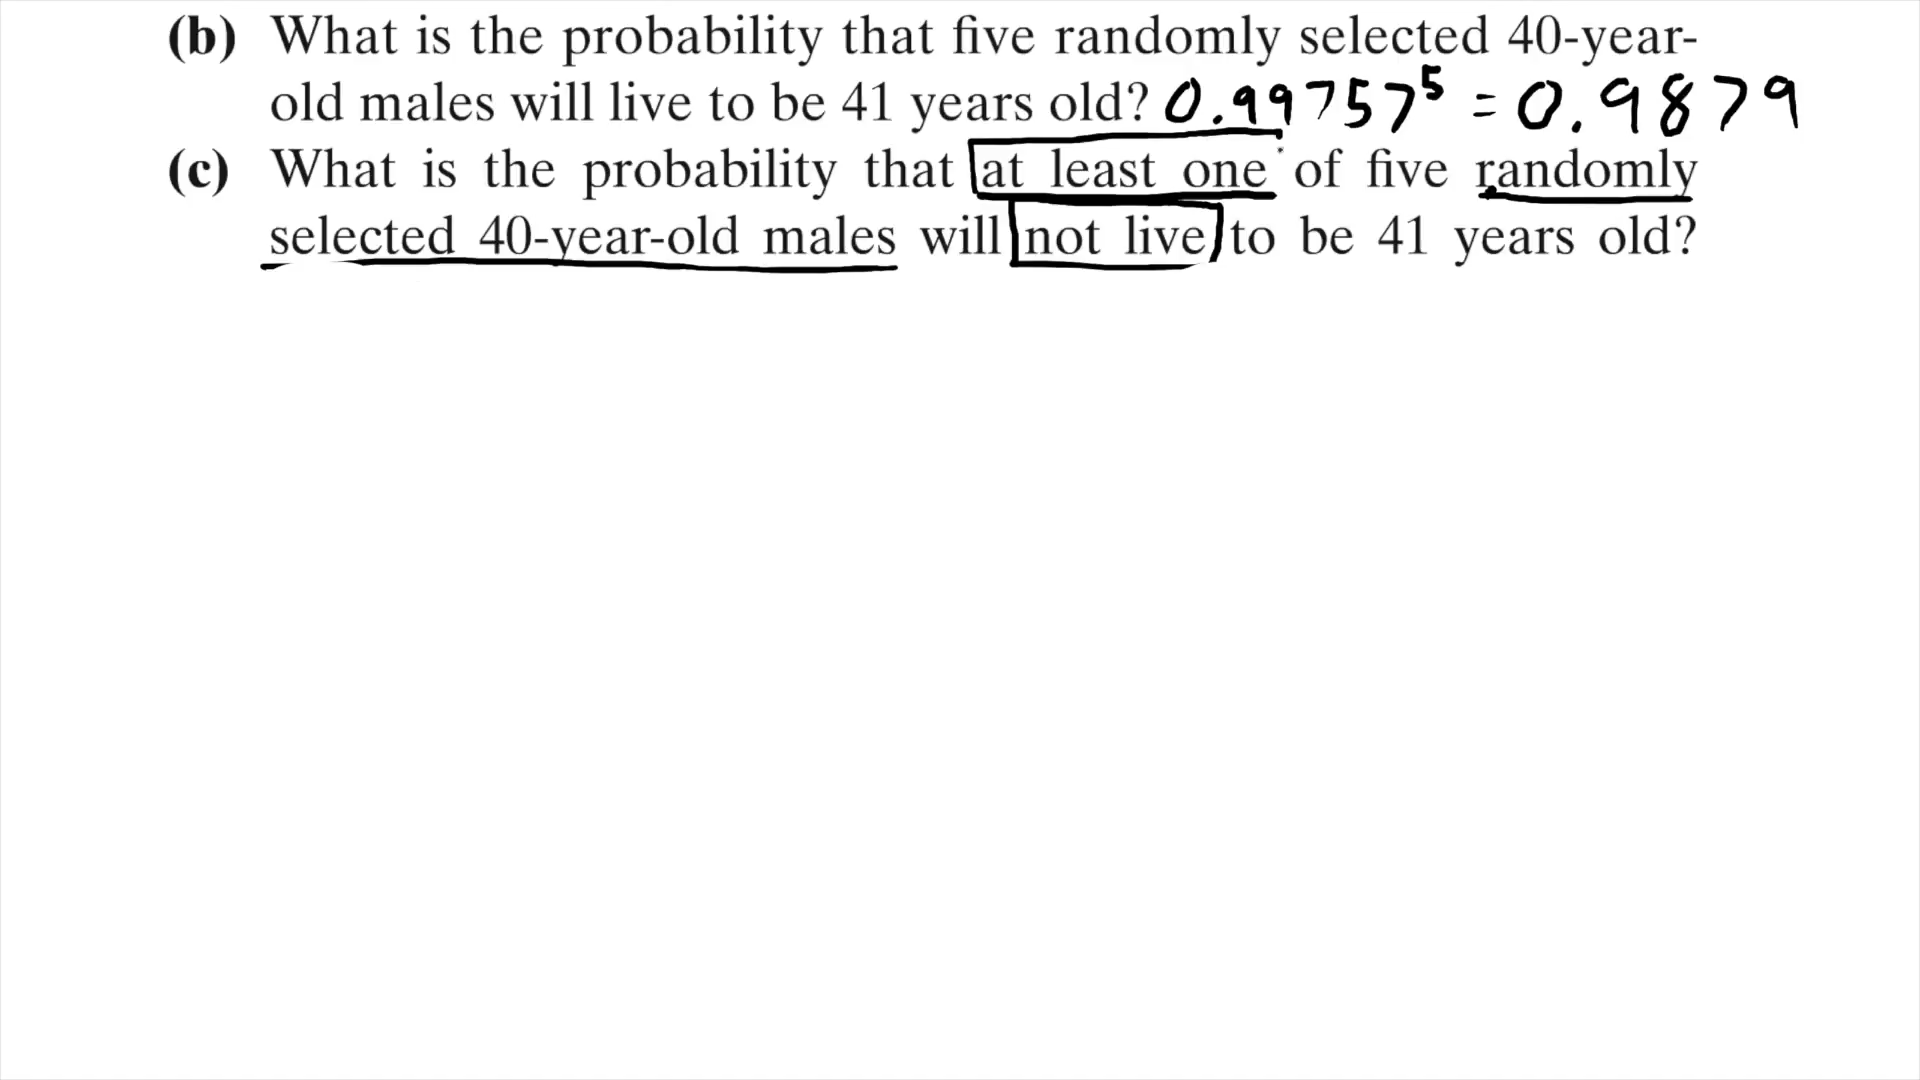 (b) What is the probability that five randomly selected 40-year-
old males will live to be 41 years old? 0.99757⁵ = 0.9879
(c) What is the probability that at least one of five randomly
selected 40-year-old males will not live to be 41 years old?